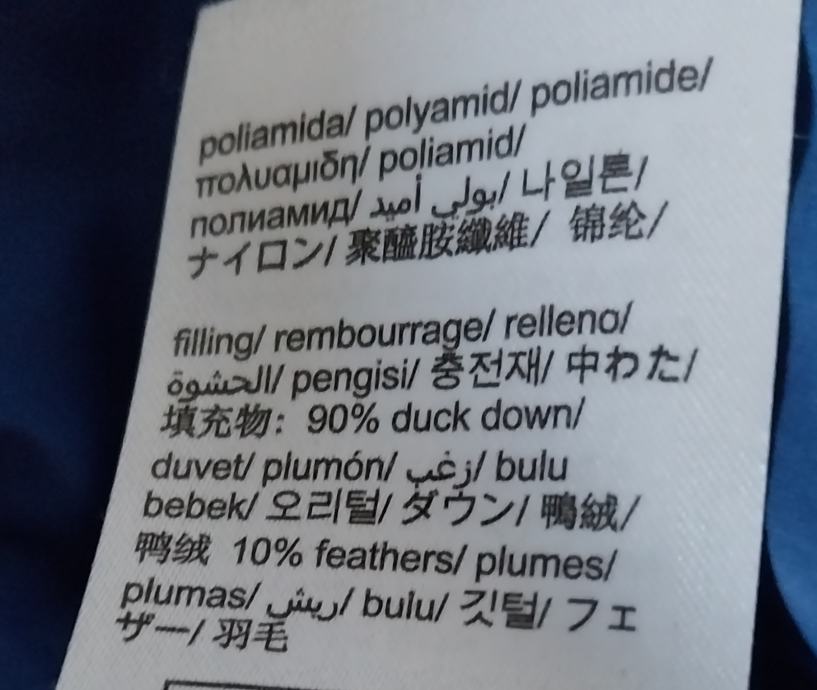 poliamida/ polyamid/ poliamide/
πολυαμιδη/ poliamid/
полиамид/ بولي أميد/ 나일론/
ナイロン/ 聚醯胺纖維/ 锦纶/
filling/ rembourrage/ relleno/
الحشوة/ pengisi/ 충전재/ 中わた/
填充物: 90% duck down/
duvet/ plumón/ زغب/ bulu
bebek/ 오리털/ ダウン/ 鴨絨/
鸭绒 10% feathers/ plumes/
plumas/ ريش/ bulu/ 깃털/ フェ
ザー/ 羽毛